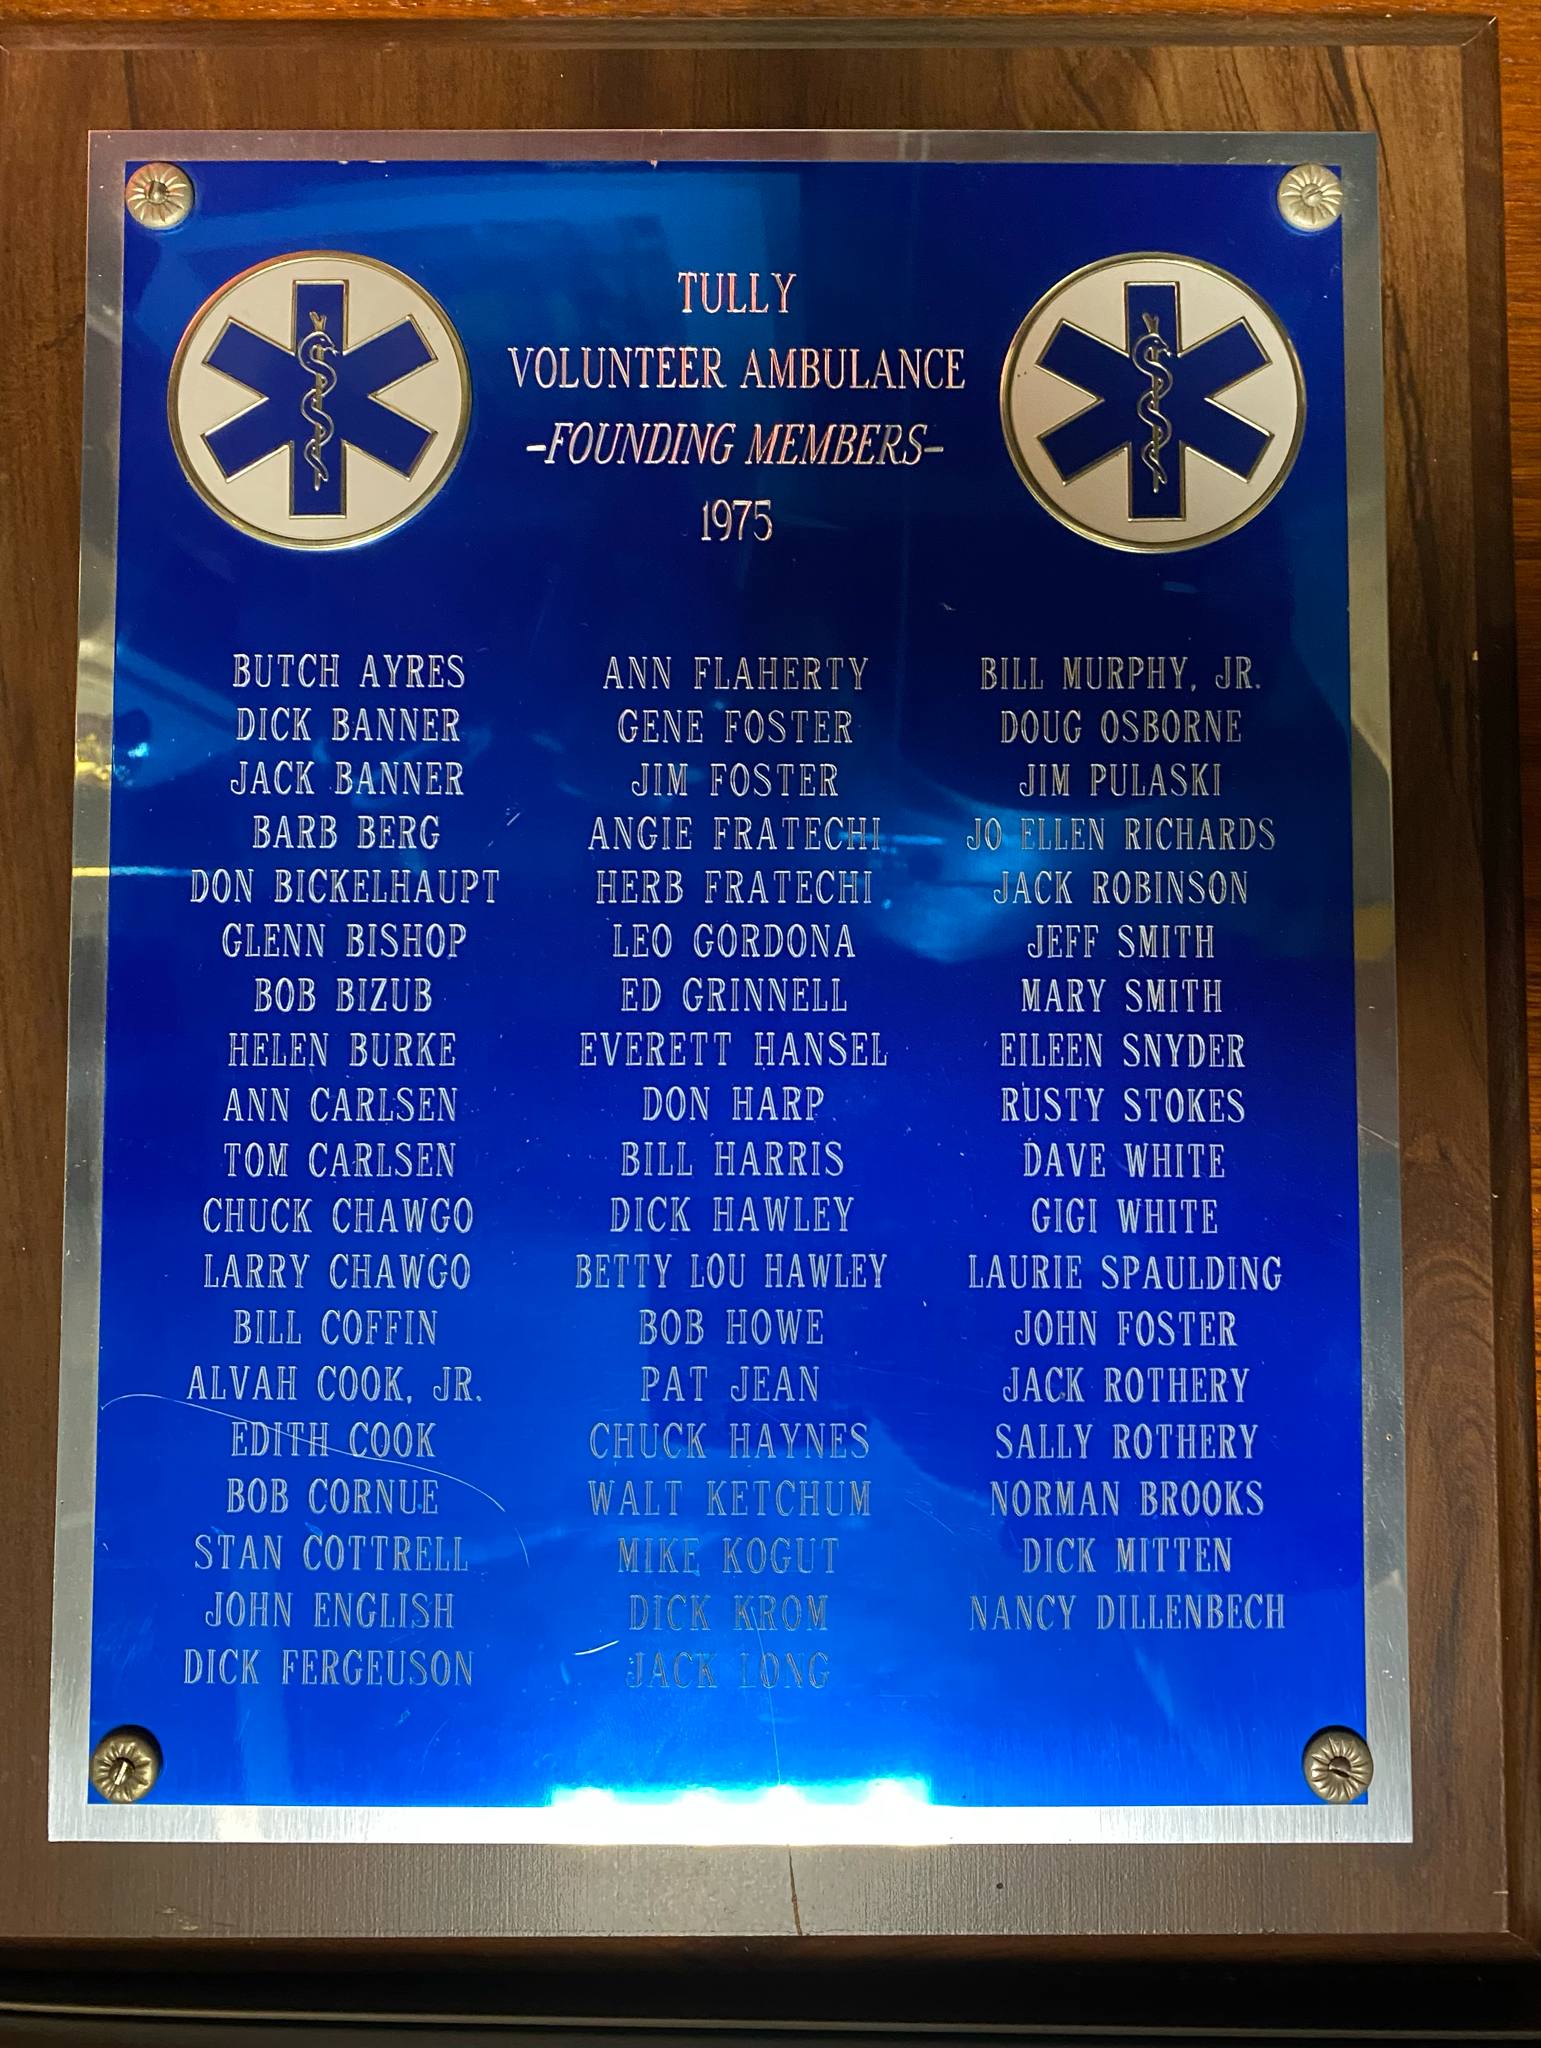 TULLY
VOLUNTEER AMBULANCE
-FOUNDING MEMBERS-
1975
BUTCH AYRES
DICK BANNER
JACK BANNER
BARB BERG
DON BICKELHAUPT
GLENN BISHOP
BOB BIZUB
HELEN BURKE
ANN CARLSEN
TOM CARLSEN
CHUCK CHAWGO
LARRY CHAWGO
BILL COFFIN
ALVAH COOK, JR.
EDITH COOK
BOB CORNUE
STAN COTTRELL
JOHN ENGLISH
DICK FERGEUSON
ANN FLAHERTY
GENE FOSTER
JIM FOSTER
ANGIE FRATECHI
HERB FRATECHI
LEO GORDONA
ED GRINNELL
EVERETT HANSEL
DON HARP
BILL HARRIS
DICK HAWLEY
BETTY LOU HAWLEY
BOB HOWE
PAT JEAN
CHUCK HAYNES
WALT KETCHUM
MIKE KOGUT
DICK KROM
JACK LONG
BILL MURPHY, JR.
DOUG OSBORNE
JIM PULASKI
JO ELLEN RICHARDS
JACK ROBINSON
JEFF SMITH
MARY SMITH
EILEEN SNYDER
RUSTY STOKES
DAVE WHITE
GIGI WHITE
LAURIE SPAULDING
JOHN FOSTER
JACK ROTHERY
SALLY ROTHERY
NORMAN BROOKS
DICK MITTEN
NANCY DILLENBECH